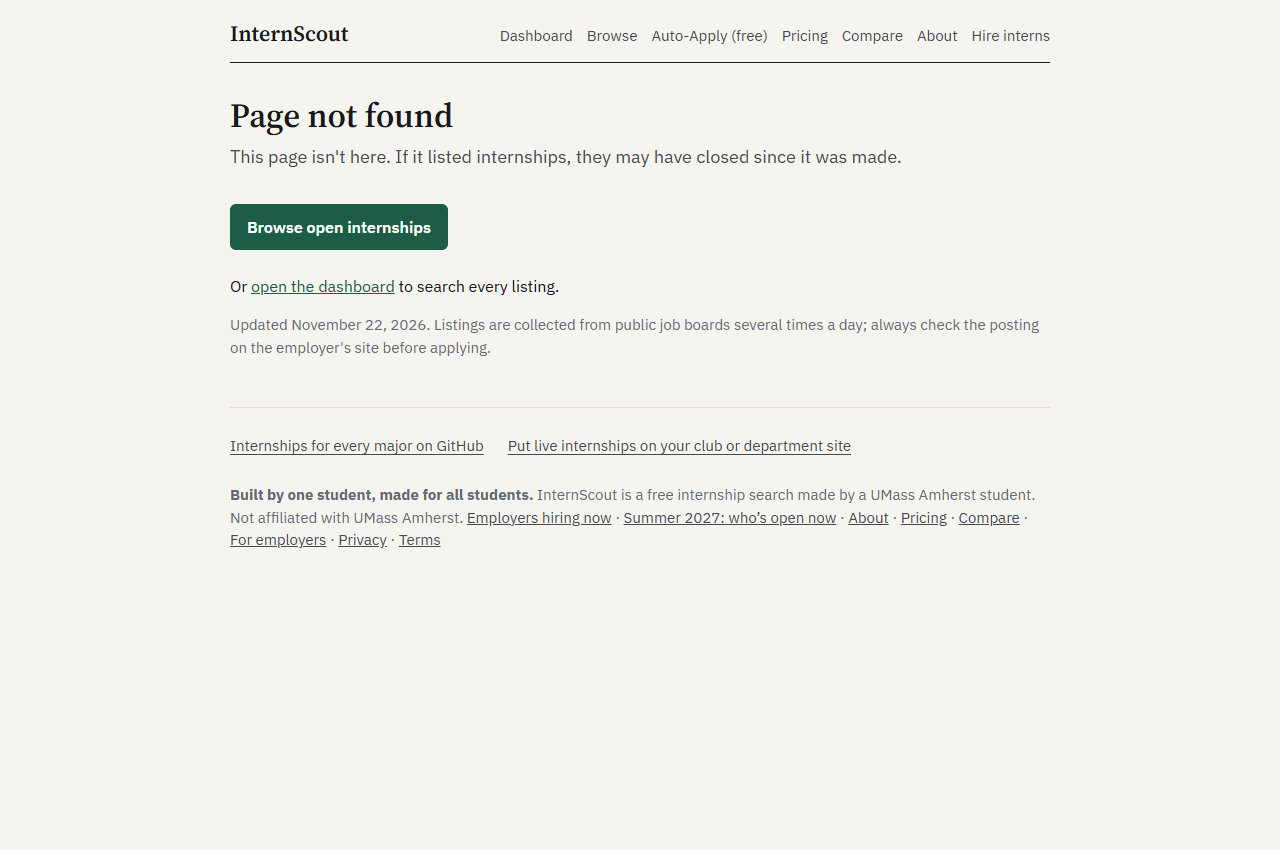 InternScout
Dashboard Browse Auto-Apply (free) Pricing Compare About Hire interns
Page not found
This page isn't here. If it listed internships, they may have closed since it was made.
Browse open internships
Or open the dashboard to search every listing.
Updated November 22, 2026. Listings are collected from public job boards several times a day; always check the posting
on the employer's site before applying.
Internships for every major on GitHub Put live internships on your club or department site
Built by one student, made for all students. InternScout is a free internship search made by a UMass Amherst student.
Not affiliated with UMass Amherst. Employers hiring now · Summer 2027: who’s open now · About · Pricing · Compare ·
For employers · Privacy · Terms